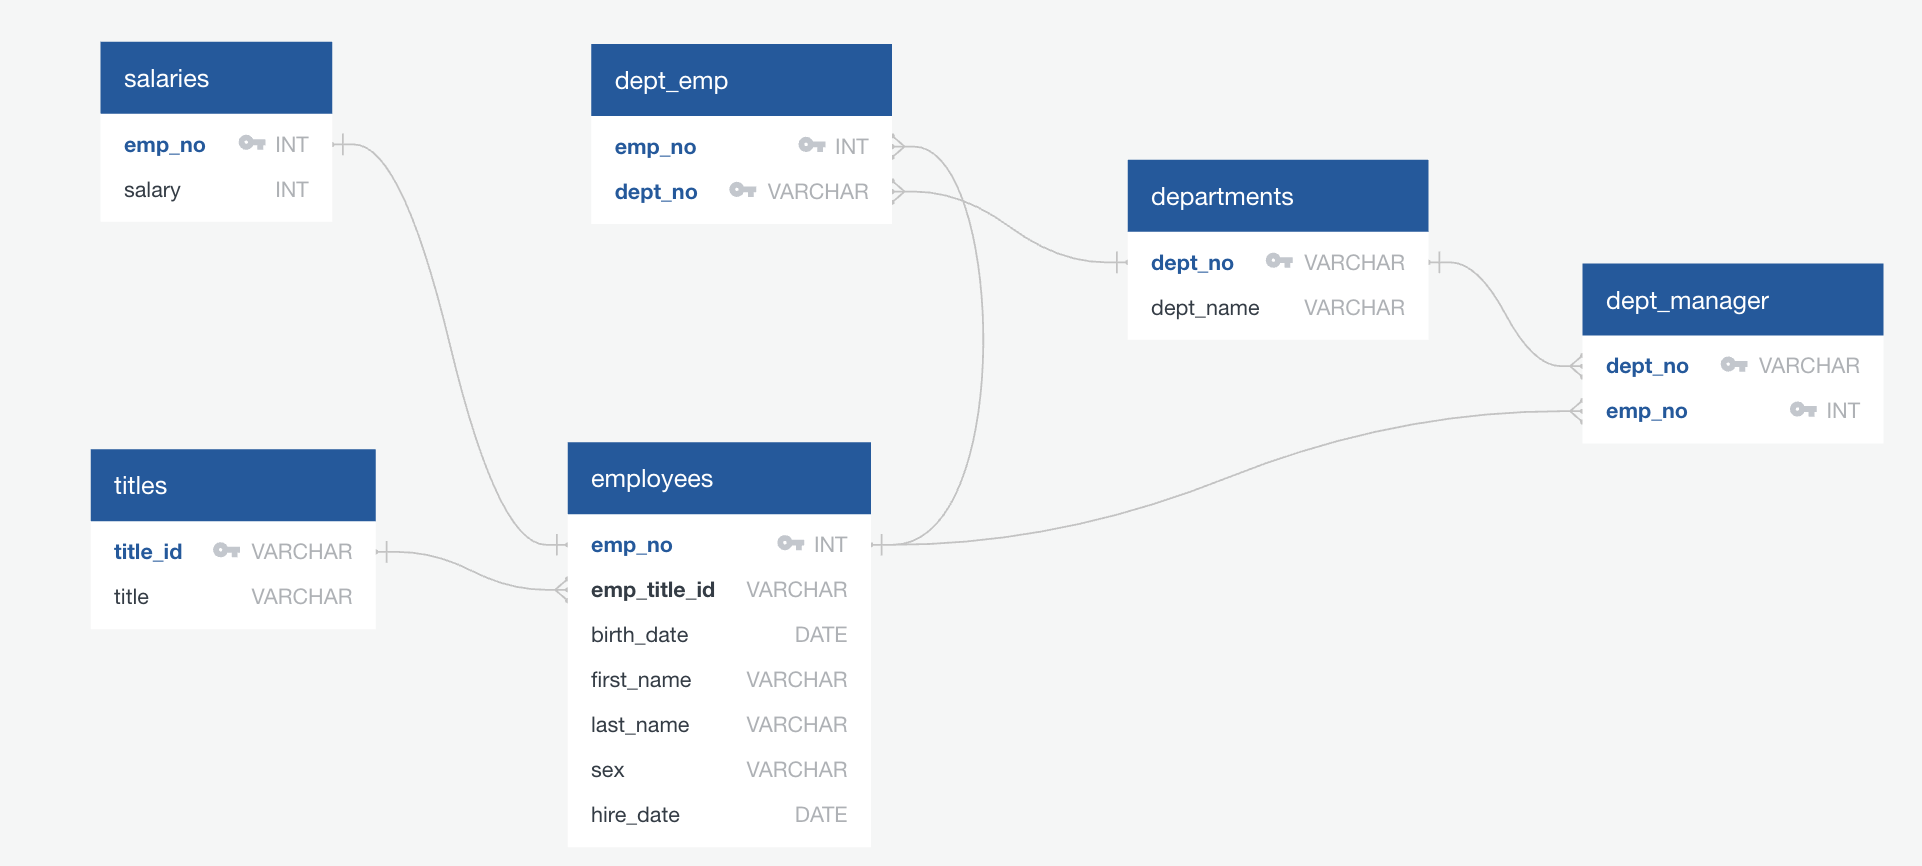 salaries
emp_no INT
salary INT
dept_emp
emp_no INT
dept_no VARCHAR
departments
dept_no VARCHAR
dept_name VARCHAR
dept_manager
dept_no VARCHAR
emp_no INT
titles
title_id VARCHAR
title VARCHAR
employees
emp_no INT
emp_title_id VARCHAR
birth_date DATE
first_name VARCHAR
last_name VARCHAR
sex VARCHAR
hire_date DATE